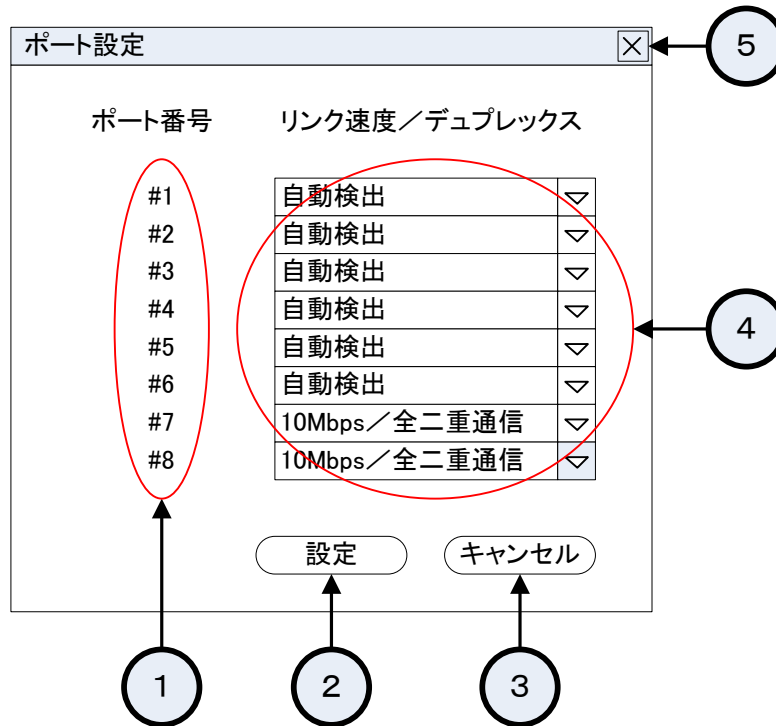 ポート設定
5
ポート番号 リンク速度／デュプレックス
#1 自動検出
#2 自動検出
#3 自動検出
#4 自動検出
4
#5 自動検出
#6 自動検出
#7 10Mbps／全二重通信
#8 10Mbps／全二重通信
設定 キャンセル
1 2 3